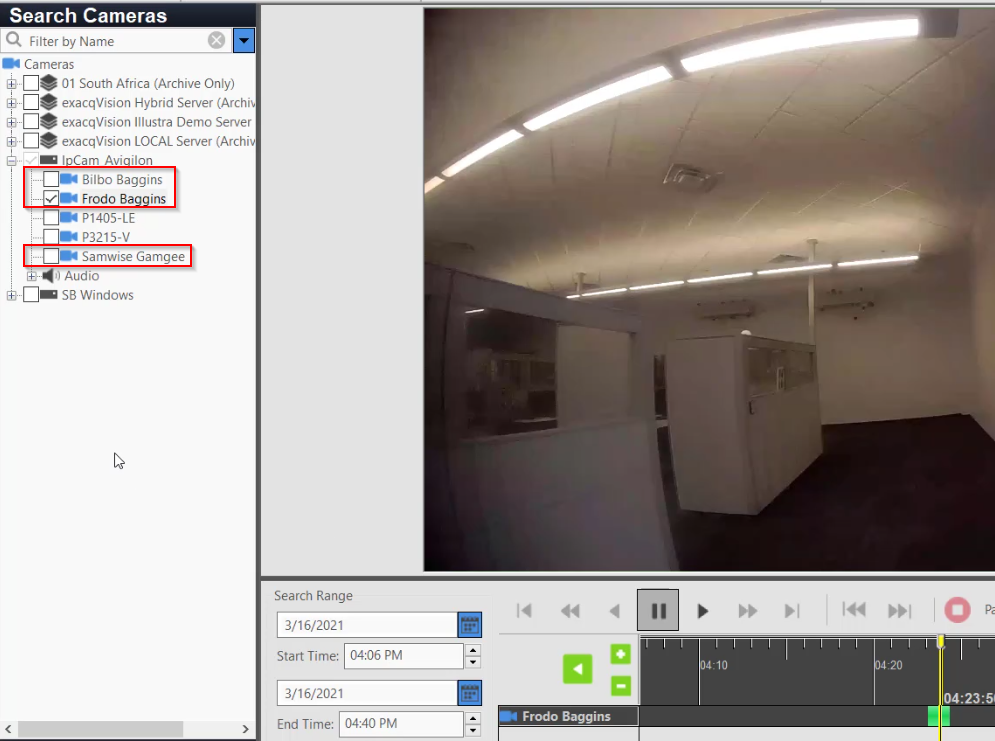 Search Cameras
Filter by Name
Cameras
01 South Africa (Archive Only)
exacqVision Hybrid Server (Archiv
exacqVision Illustra Demo Server
exacqVision LOCAL Server (Archiv
IpCam_Avigilon
Bilbo Baggins
Frodo Baggins
P1405-LE
P3215-V
Samwise Gamgee
Audio
SB Windows
Search Range
3/16/2021
Start Time: 04:06 PM
3/16/2021
End Time: 04:40 PM
Pa
04:10
04:20
04:23:50
Frodo Baggins